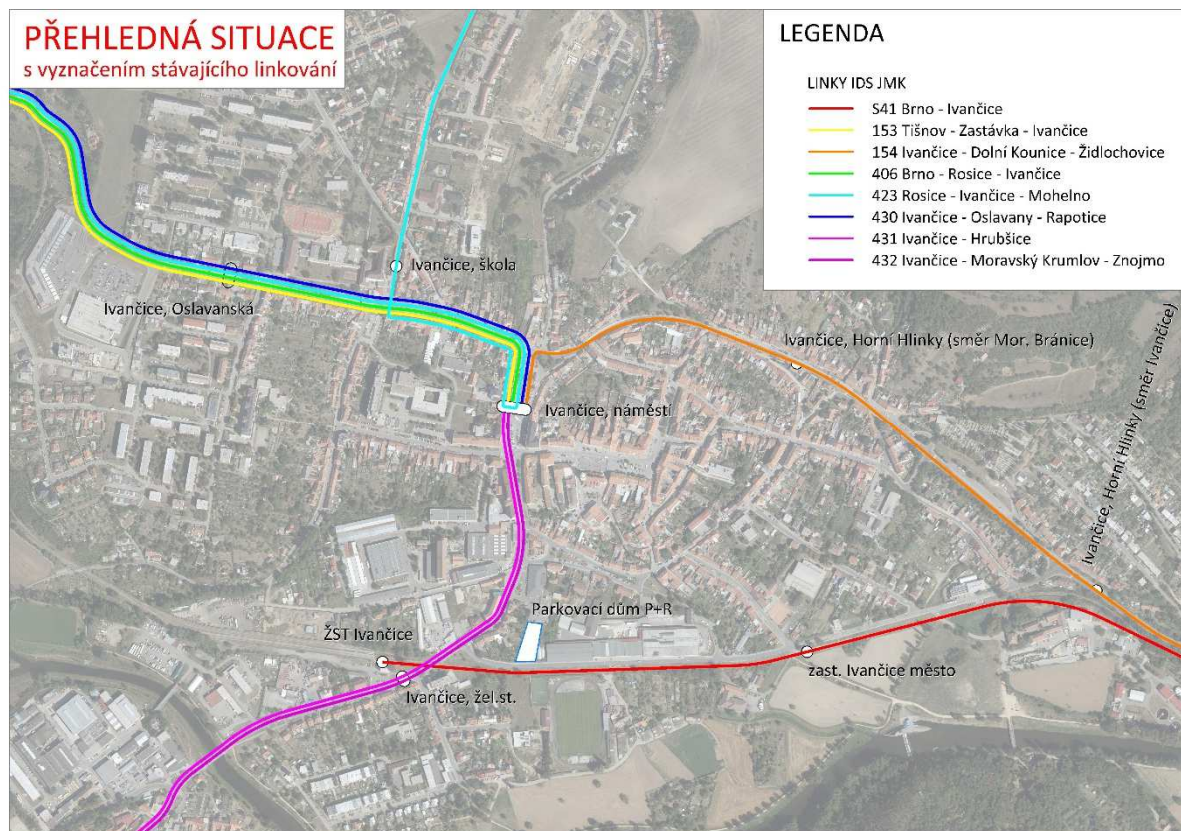 PŘEHLEDNÁ SITUACE
s vyznačením stávajícího linkování
LEGENDA
LINKY IDS JMK
S41 Brno - Ivančice
153 Tišnov - Zastávka - Ivančice
154 Ivančice - Dolní Kounice - Židlochovice
406 Brno - Rosice - Ivančice
423 Rosice - Ivančice - Mohelno
430 Ivančice - Oslavany - Rapotice
431 Ivančice - Hrubšice
432 Ivančice - Moravský Krumlov - Znojmo
Ivančice, škola
Ivančice, Oslavanská
Ivančice, Horní Hlinky (směr Mor. Bránice)
Ivančice, náměstí
Ivančice, Horní Hlinky (směr Ivančice)
Parkovací dům P+R
ŽST Ivančice
zast. Ivančice město
Ivančice, žel.st.